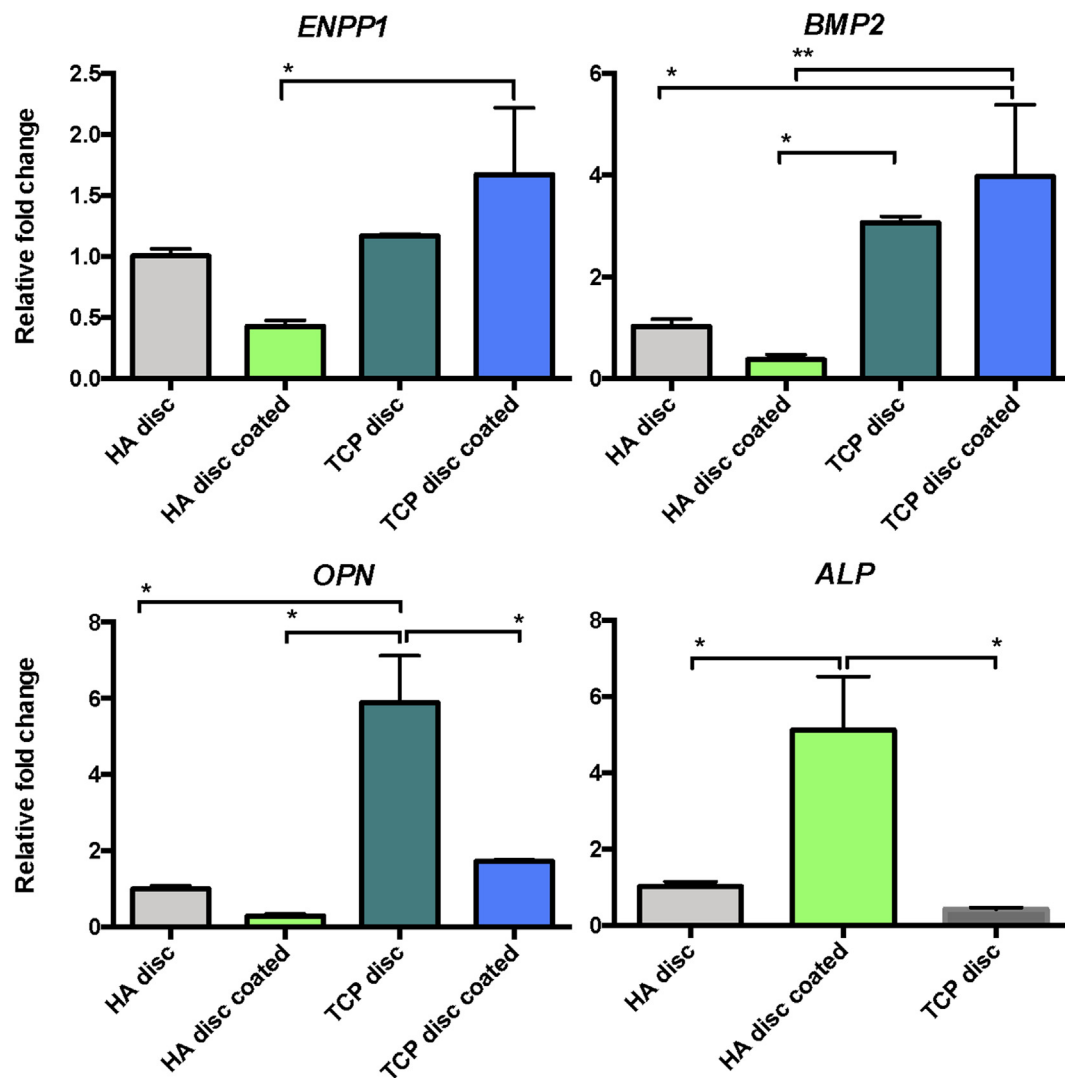 ENPP1
BMP2
Relative fold change
2.5
2.0
1.5
1.0
0.5
0.0
*
HA disc
HA disc coated
TCP disc
TCP disc coated
6
4
2
0
**
*
*
HA disc
HA disc coated
TCP disc
TCP disc coated
OPN
ALP
Relative fold change
8
6
4
2
0
*
*
*
HA disc
HA disc coated
TCP disc
TCP disc coated
8
6
4
2
0
*
*
HA disc
HA disc coated
TCP disc